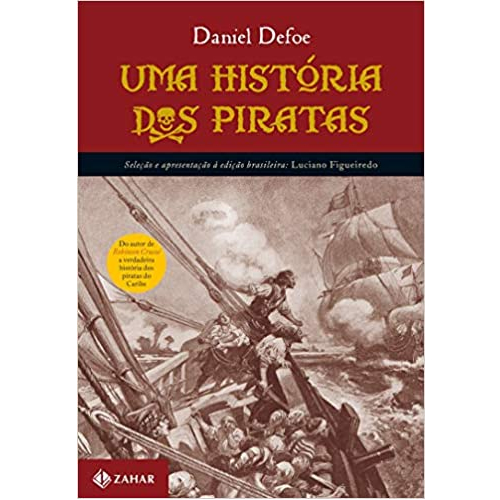 Daniel Defoe
UMA HISTÓRIA
DOS PIRATAS
Seleção e apresentação à edição brasileira: Luciano Figueiredo
Do autor de
Robinson Crusoé
a verdadeira
história dos
piratas do
Caribe
ZAHAR